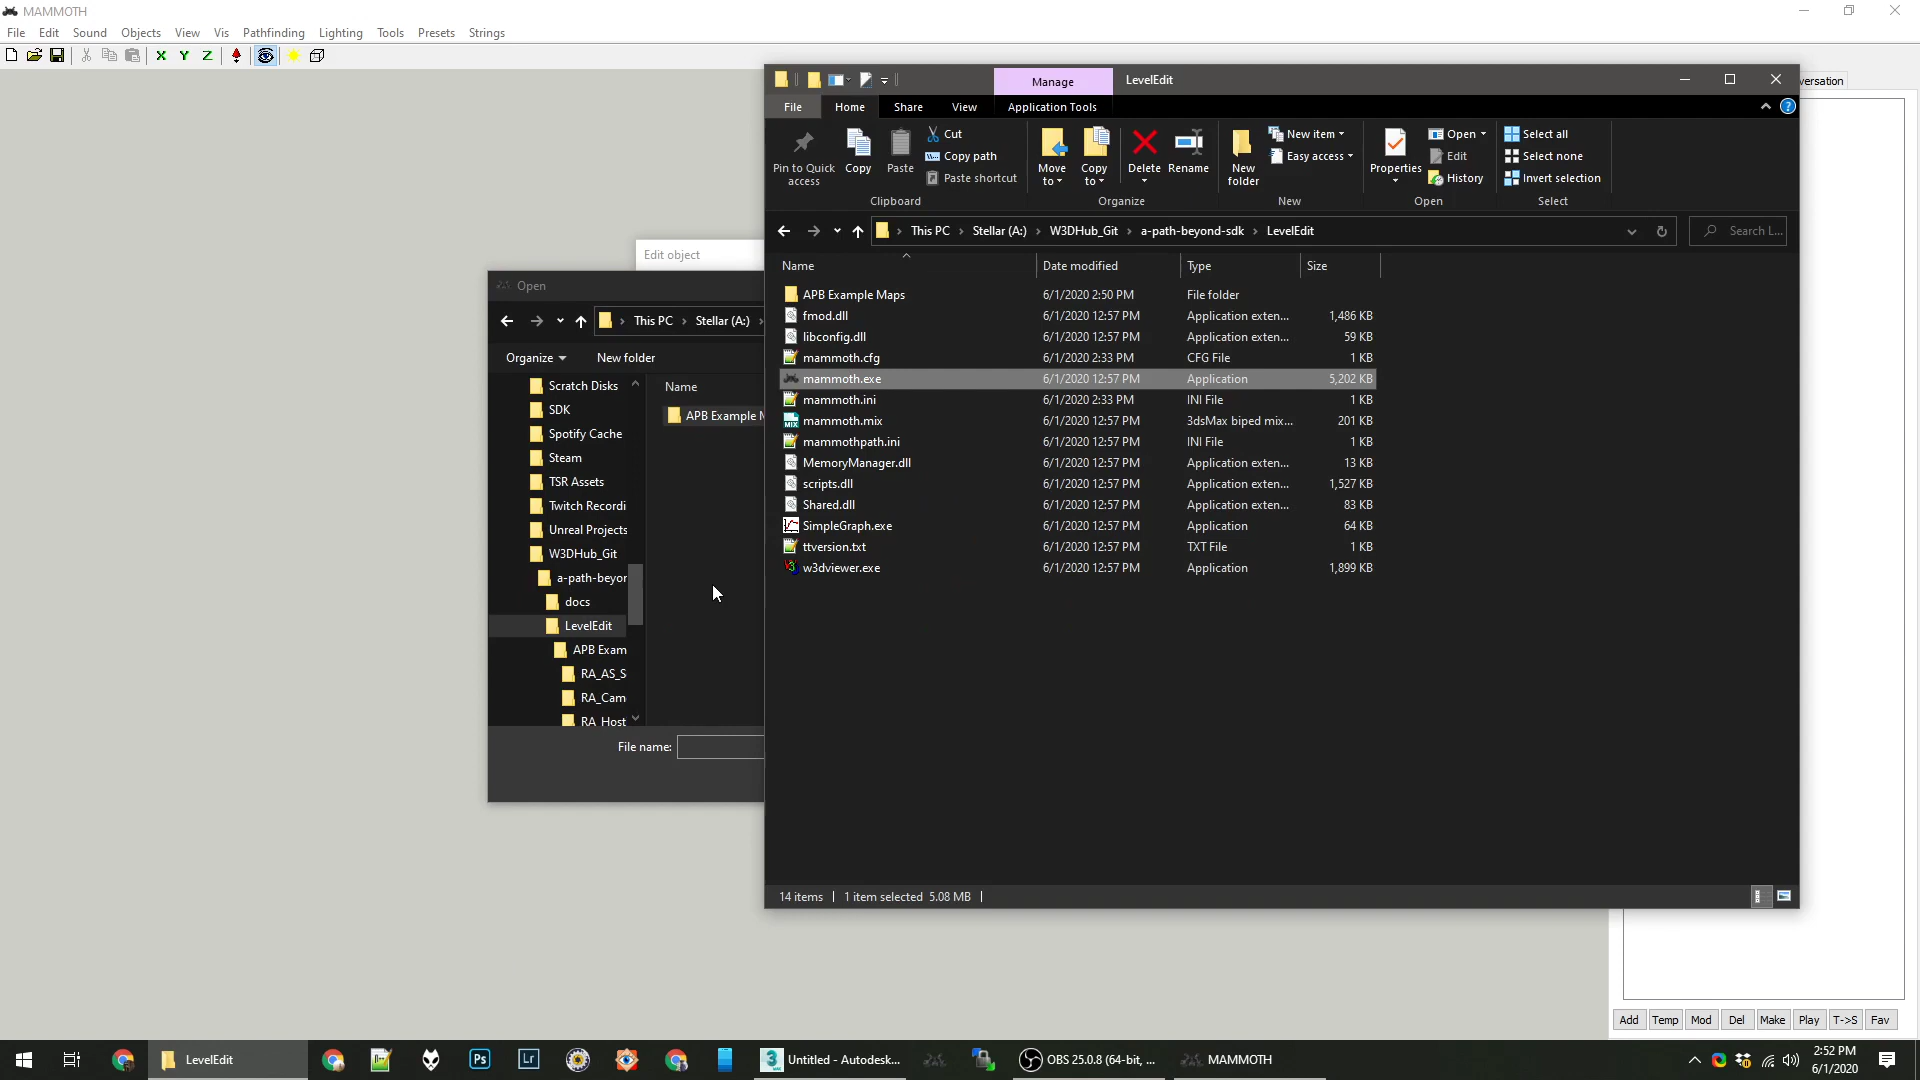 MAMMOTH
File Edit Sound Objects View Vis Pathfinding Lighting Tools Presets Strings
X Y Z
Manage LevelEdit
versation
File Home Share View Application Tools
Pin to Quick access
Copy
Paste
Cut
Copy path
Paste shortcut
Clipboard
Move to
Copy to
Delete
Rename
Organize
New folder
New item
Easy access
New
Properties
Open
Edit
History
Open
Select all
Select none
Invert selection
Select
This PC > Stellar (A:) > W3DHub_Git > a-path-beyond-sdk > LevelEdit
Search L...
Name Date modified Type Size
APB Example Maps 6/1/2020 2:50 PM File folder
fmod.dll 6/1/2020 12:57 PM Application exten... 1,486 KB
libconfig.dll 6/1/2020 12:57 PM Application exten... 59 KB
mammoth.cfg 6/1/2020 2:33 PM CFG File 1 KB
mammoth.exe 6/1/2020 12:57 PM Application 5,202 KB
mammoth.ini 6/1/2020 2:33 PM INI File 1 KB
mammoth.mix 6/1/2020 12:57 PM 3dsMax biped mix... 201 KB
mammothpath.ini 6/1/2020 12:57 PM INI File 1 KB
MemoryManager.dll 6/1/2020 12:57 PM Application exten... 13 KB
scripts.dll 6/1/2020 12:57 PM Application exten... 1,527 KB
Shared.dll 6/1/2020 12:57 PM Application exten... 83 KB
SimpleGraph.exe 6/1/2020 12:57 PM Application 64 KB
ttversion.txt 6/1/2020 12:57 PM TXT File 1 KB
w3dviewer.exe 6/1/2020 12:57 PM Application 1,899 KB
14 items 1 item selected 5.08 MB
Edit object
Open
This PC > Stellar (A:) >
Organize New folder
Name
APB Example M
Scratch Disks
SDK
Spotify Cache
Steam
TSR Assets
Twitch Recordi
Unreal Projects
W3DHub_Git
a-path-beyor
docs
LevelEdit
APB Exam
RA_AS_S
RA_Cam
RA_Host
File name:
Add Temp Mod Del Make Play T->S Fav
LevelEdit
Ps
Lr
Untitled - Autodesk...
OBS 25.0.8 (64-bit, ...
MAMMOTH
2:52 PM
6/1/2020